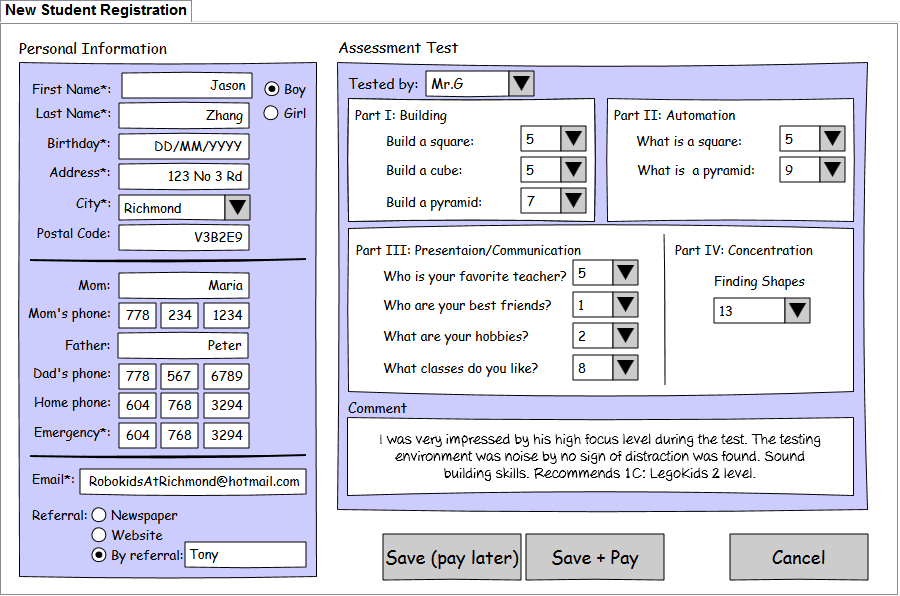 New Student Registration
Personal Information
First Name*: Jason Boy
Last Name*: Zhang Girl
Birthday*: DD/MM/YYYY
Address*: 123 No 3 Rd
City*: Richmond
Postal Code: V3B2E9
Mom: Maria
Mom's phone: 778 234 1234
Father: Peter
Dad's phone: 778 567 6789
Home phone: 604 768 3294
Emergency*: 604 768 3294
Email*: RobokidsAtRichmond@hotmail.com
Referral: Newspaper
Website
By referral: Tony
Assessment Test
Tested by: Mr.G
Part I: Building
Build a square: 5
Build a cube: 5
Build a pyramid: 7
Part II: Automation
What is a square: 5
What is a pyramid: 9
Part III: Presentaion/Communication
Who is your favorite teacher? 5
Who are your best friends? 1
What are your hobbies? 2
What classes do you like? 8
Part IV: Concentration
Finding Shapes
13
Comment
I was very impressed by his high focus level during the test. The testing
environment was noise by no sign of distraction was found. Sound
building skills. Recommends 1C: LegoKids 2 level.
Save (pay later) Save + Pay Cancel